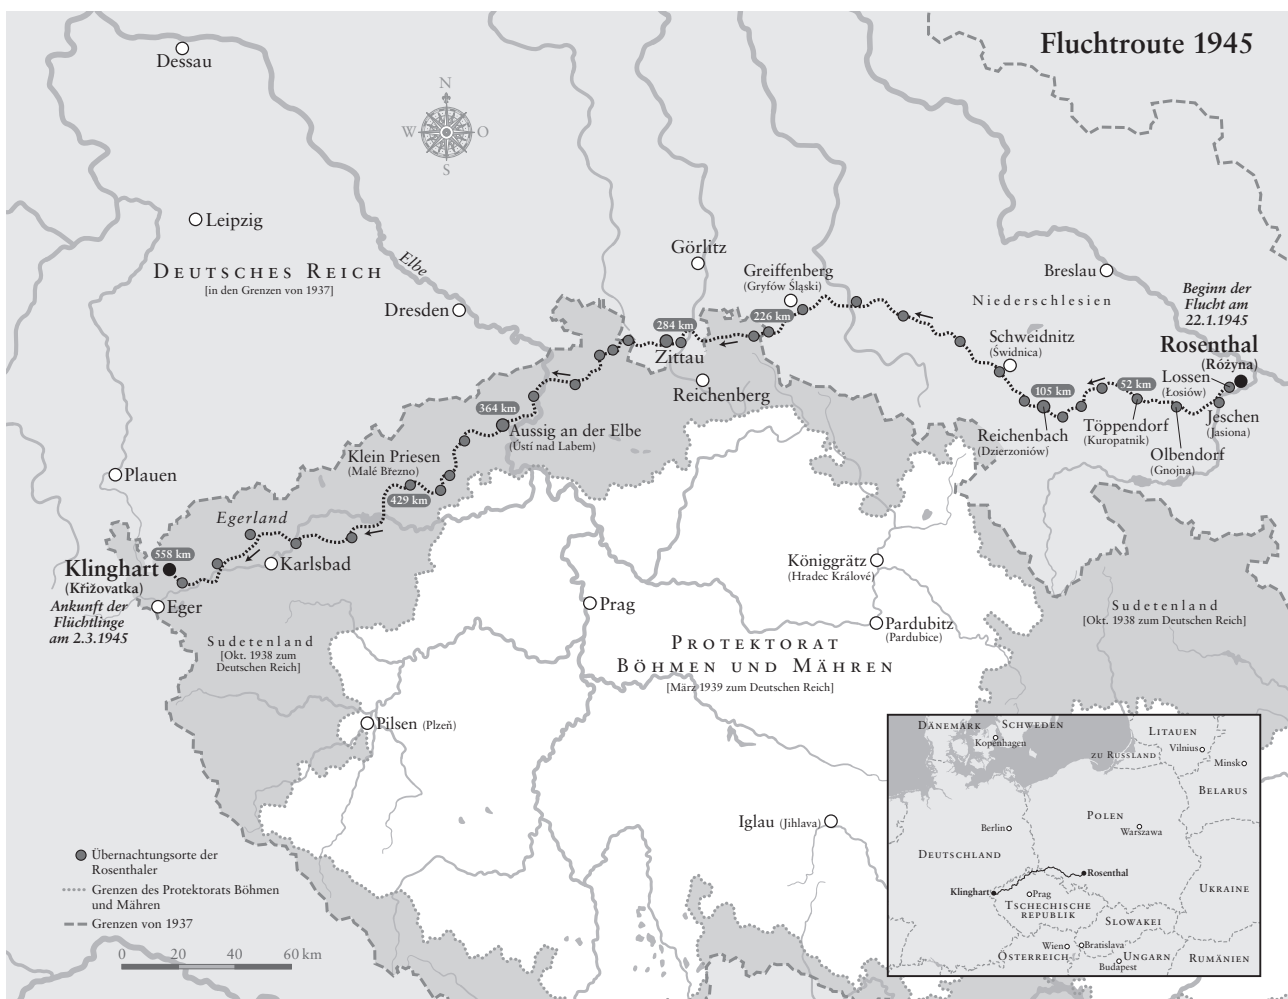 Fluchtroute 1945
Dessau
N
W
O
S
Leipzig
Elbe
Görlitz
DEUTSCHES REICH
[in den Grenzen von 1937]
Greiffenberg
(Gryfów Śląski)
Breslau
Niederschlesien
Beginn der
Flucht am
22.1.1945
Dresden
226 km
284 km
Zittau
Schweidnitz
(Świdnica)
Rosenthal
(Różyna)
Lossen
(Łosiów)
Reichenberg
105 km
52 km
364 km
Aussig an der Elbe
(Ústí nad Labem)
Jeschen
(Jasiona)
Töppendorf
(Kuropatnik)
Reichenbach
(Dzierzoniów)
Olbendorf
(Gnojna)
Klein Priesen
(Malé Březno)
429 km
Plauen
Egerland
558 km
Klinghart
(Křižovatka)
Ankunft der
Flüchtlinge
am 2.3.1945
Karlsbad
Eger
Königgrätz
(Hradec Králové)
Prag
Pardubitz
(Pardubice)
Sudetenland
[Okt. 1938 zum Deutschen Reich]
Sudetenland
[Okt. 1938 zum
Deutschen Reich]
PROTEKTORAT
BÖHMEN UND MÄHREN
[März 1939 zum Deutschen Reich]
Pilsen (Plzeň)
Iglau (Jihlava)
Übernachtungsorte der
Rosenthaler
Grenzen des Protektorats Böhmen
und Mähren
Grenzen von 1937
0 20 40 60 km
DÄNEMARK
SCHWEDEN
Kopenhagen
LITAUEN
Vilnius
ZU RUSSLAND
Minsk
BELARUS
POLEN
Berlin
Warszawa
DEUTSCHLAND
Rosenthal
Klinghart
Prag
UKRAINE
TSCHECHISCHE
REPUBLIK
SLOWAKEI
Wien
Bratislava
ÖSTERREICH
UNGARN
Budapest
RUMÄNIEN